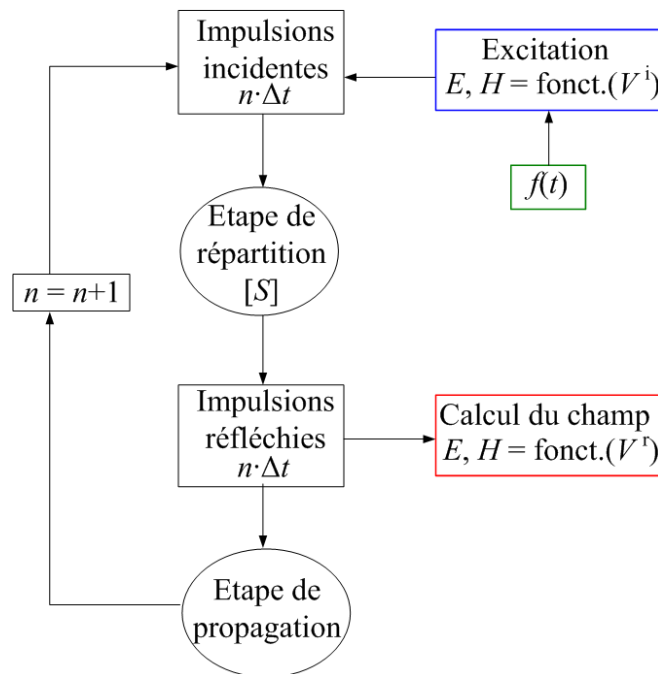 Impulsions
incidentes
n·Δt
Excitation
E, H = fonct.(V i)
f(t)
Etape de
répartition
[S]
n = n+1
Impulsions
réfléchies
n·Δt
Calcul du champ
E, H = fonct.(V r)
Etape de
propagation